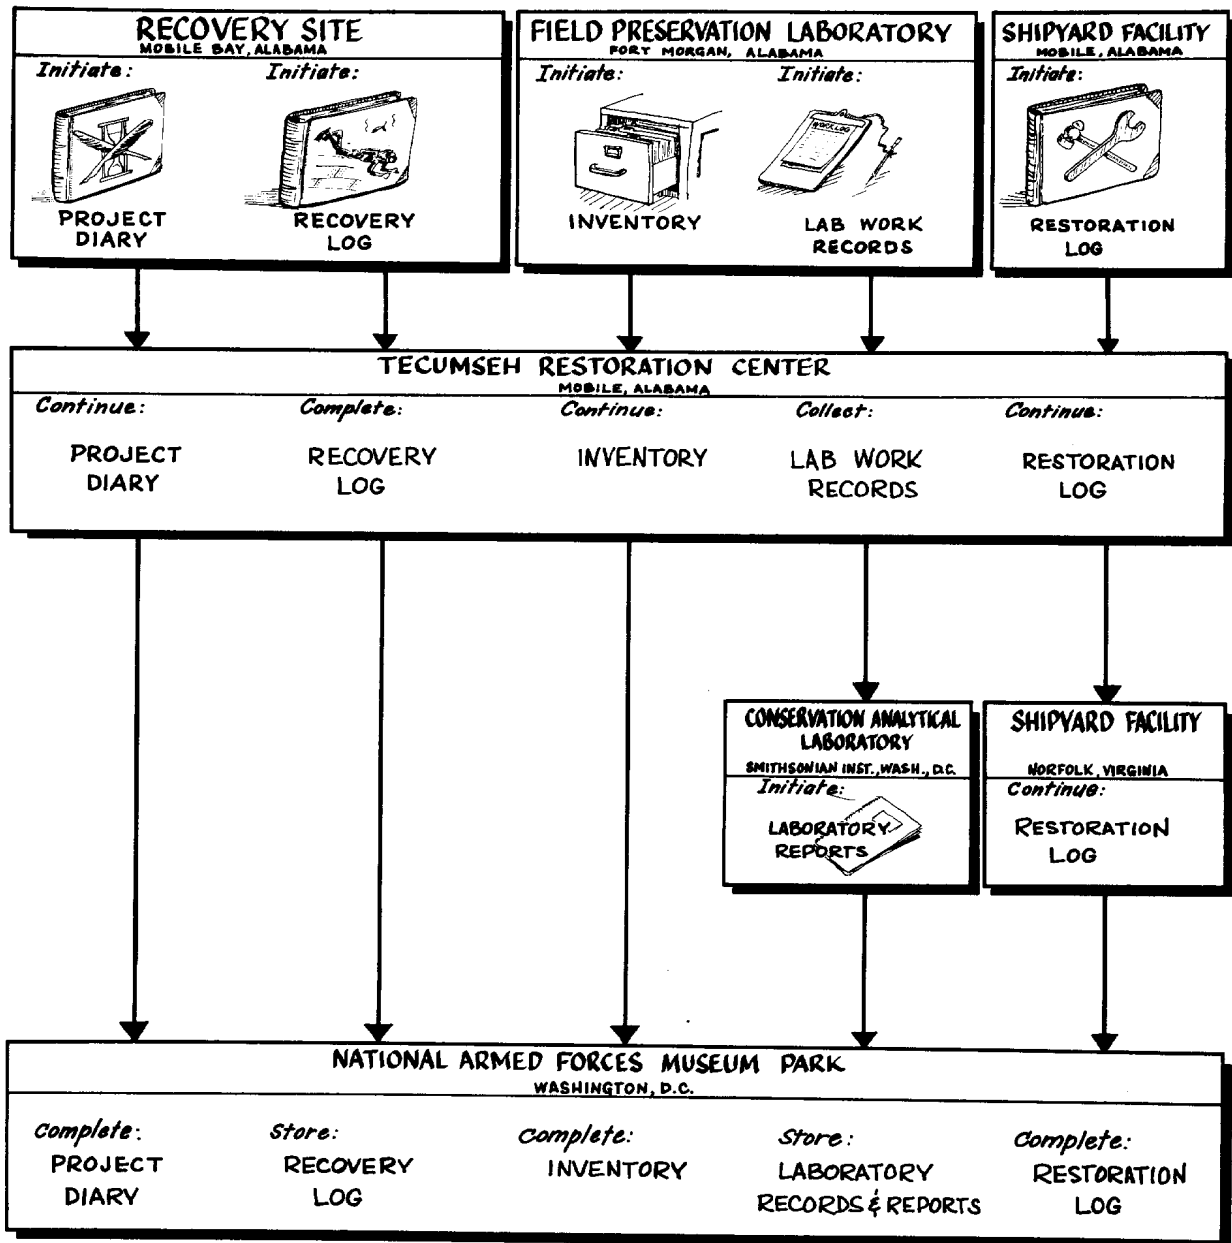 RECOVERY SITE
MOBILE BAY, ALABAMA
Initiate:
PROJECT
DIARY
Initiate:
RECOVERY
LOG
FIELD PRESERVATION LABORATORY
FORT MORGAN, ALABAMA
Initiate:
INVENTORY
Initiate:
WORK LOG
LAB WORK
RECORDS
SHIPYARD FACILITY
MOBILE, ALABAMA
Initiate:
RESTORATION
LOG
TECUMSEH RESTORATION CENTER
MOBILE, ALABAMA
Continue:
PROJECT
DIARY
Complete:
RECOVERY
LOG
Continue:
INVENTORY
Collect:
LAB WORK
RECORDS
Continue:
RESTORATION
LOG
CONSERVATION ANALYTICAL
LABORATORY
SMITHSONIAN INST., WASH., D.C.
Initiate:
LABORATORY
REPORTS
SHIPYARD FACILITY
NORFOLK, VIRGINIA
Continue:
RESTORATION
LOG
NATIONAL ARMED FORCES MUSEUM PARK
WASHINGTON, D.C.
Complete:
PROJECT
DIARY
Store:
RECOVERY
LOG
Complete:
INVENTORY
Store:
LABORATORY
RECORDS & REPORTS
Complete:
RESTORATION
LOG